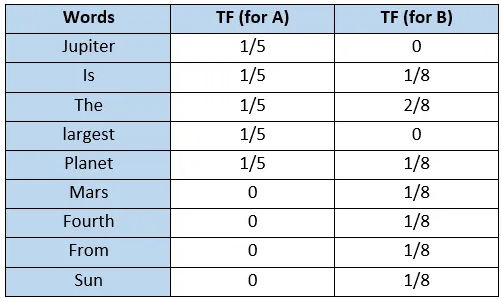 Words TF (for A) TF (for B)
Jupiter 1/5 0
Is 1/5 1/8
The 1/5 2/8
largest 1/5 0
Planet 1/5 1/8
Mars 0 1/8
Fourth 0 1/8
From 0 1/8
Sun 0 1/8